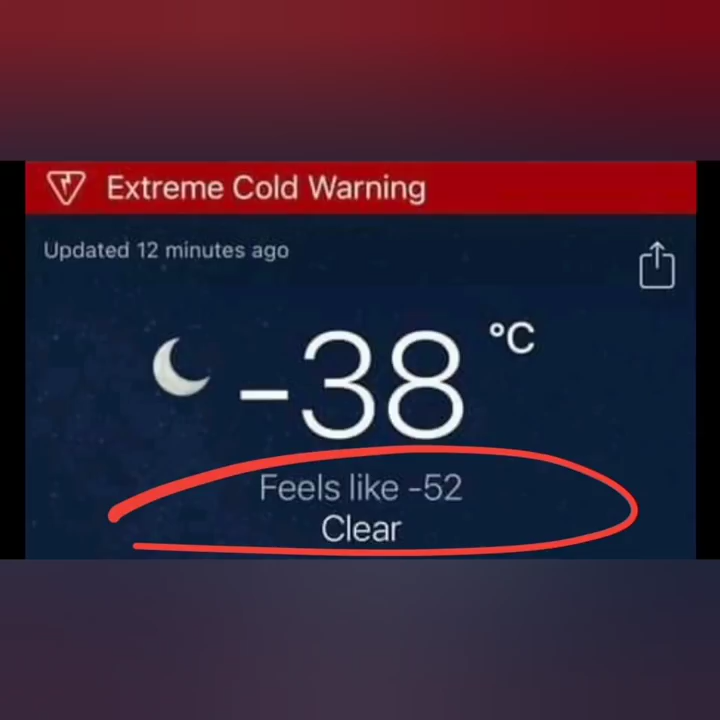 Extreme Cold Warning
Updated 12 minutes ago
-38 °C
Feels like -52
Clear